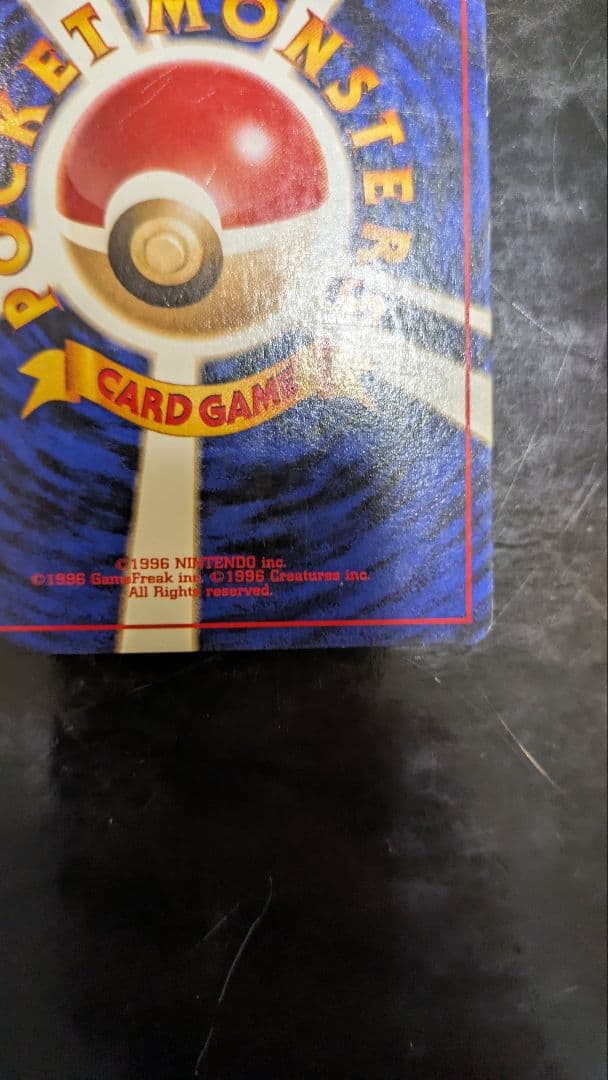 POCKET MONSTERS
CARD GAME
©1996 NINTENDO inc.
©1996 GameFreak inc. ©1996 Creatures inc.
All Rights reserved.